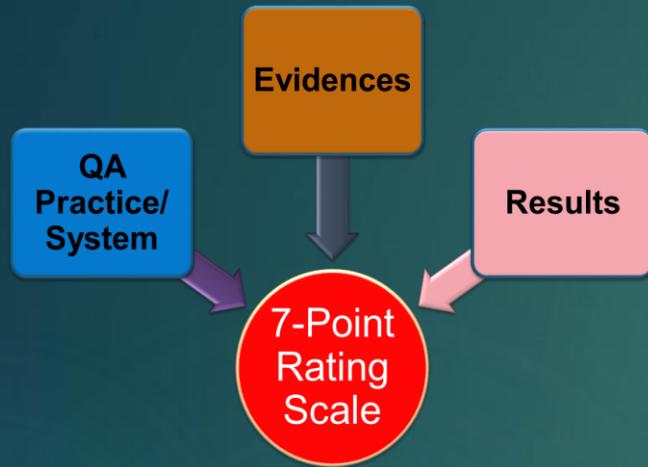 Evidences
QA
Practice/
System
Results
7-Point
Rating
Scale